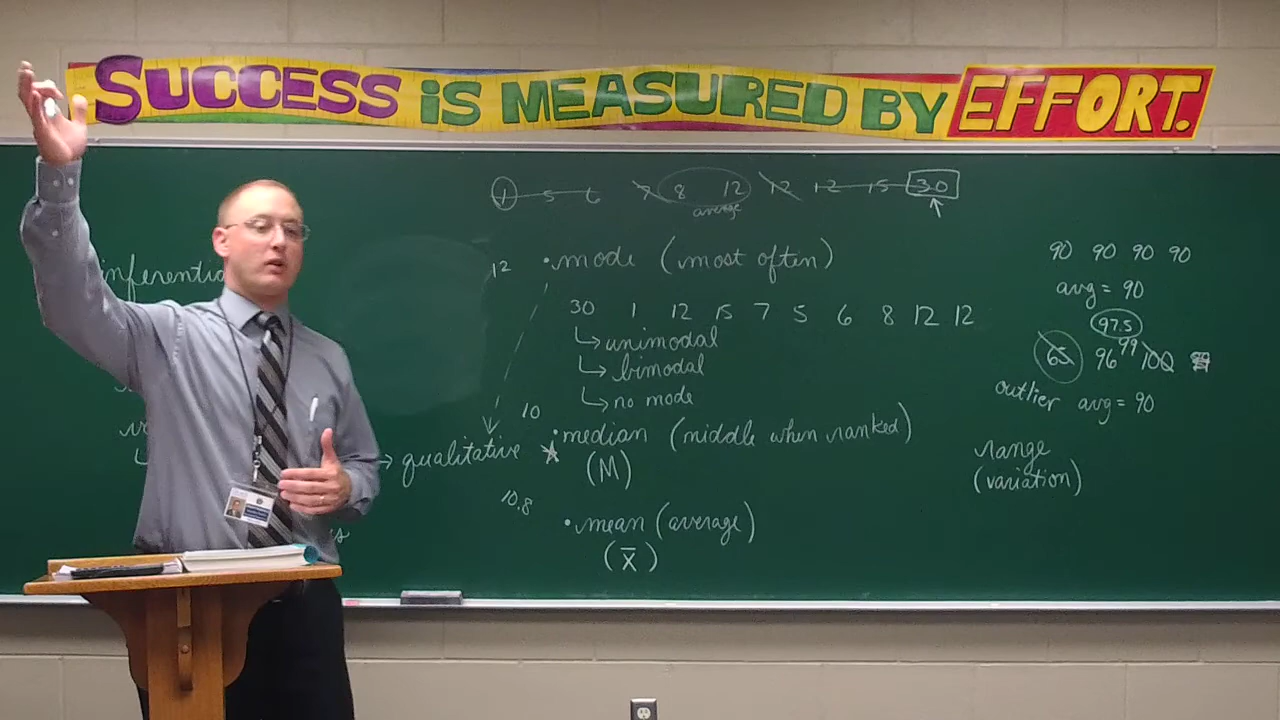 SUCCESS IS MEASURED BY EFFORT.
1 5 6 7 8 12 12 12 15 30
average
inferentia
12 • mode (most often)
30 1 12 15 7 5 6 8 12 12
unimodal
bimodal
no mode
10 • median (middle when ranked)
(M)
qualitative
10.8 • mean (average)
(x̄)
90 90 90 90
avg = 90
97.5
65 96 99 100
outlier avg = 90
range
(variation)